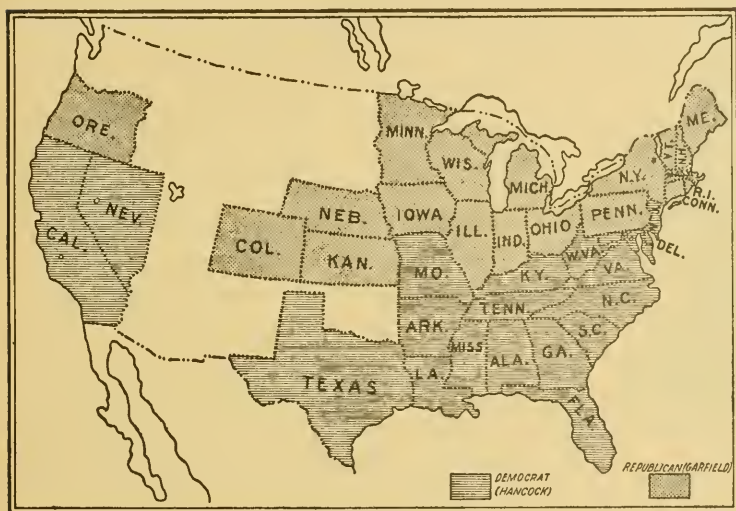 ORE.
CAL.
NEV.
COL.
NEB.
KAN.
TEXAS
MINN.
IOWA
MO.
ARK.
LA.
WIS.
ILL.
MISS
MICH
IND.
OHIO
KY.
TENN.
ALA.
GA.
FLA.
S.C.
N.C.
VA.
W.VA.
PENN.
N.Y.
DEL.
VT.
N.H.
ME.
R.I.
CONN.
DEMOCRAT
(HANCOCK)
REPUBLICAN (GARFIELD)